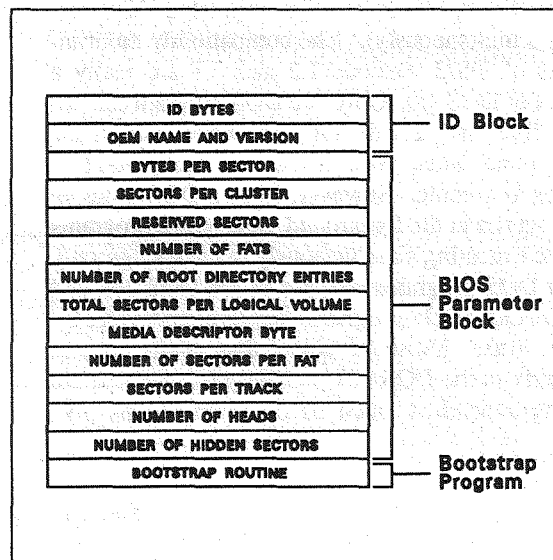 ID BYTES
OEM NAME AND VERSION
BYTES PER SECTOR
SECTORS PER CLUSTER
RESERVED SECTORS
NUMBER OF FATS
NUMBER OF ROOT DIRECTORY ENTRIES
TOTAL SECTORS PER LOGICAL VOLUME
MEDIA DESCRIPTOR BYTE
NUMBER OF SECTORS PER FAT
SECTORS PER TRACK
NUMBER OF HEADS
NUMBER OF HIDDEN SECTORS
BOOTSTRAP ROUTINE
ID Block
BIOS
Parameter
Block
Bootstrap
Program